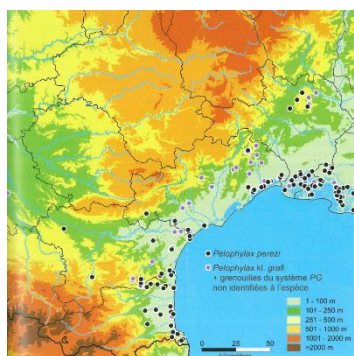 Pelophylax perezi
Pelophylax kl. grafi
+ grenouilles du système PG
non identifiées à l'espèce
1 - 100 m
101 - 250 m
251 - 500 m
501 - 1000 m
1001 - 2000 m
>2000 m
0 25 50